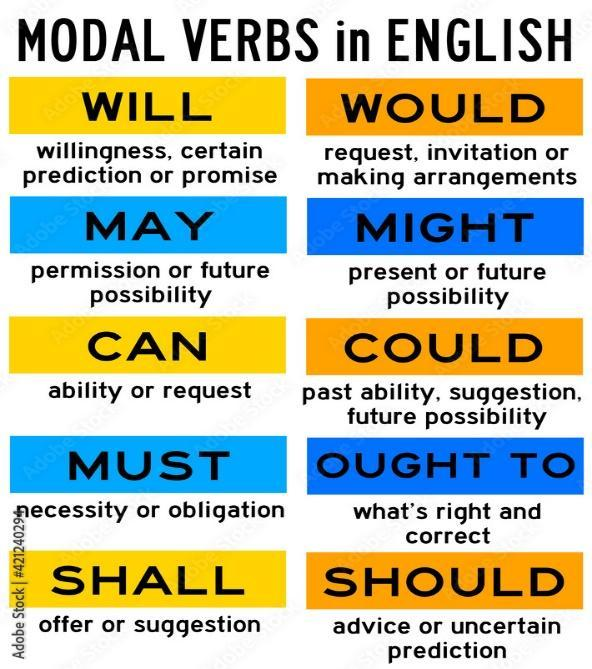 MODAL VERBS in ENGLISH
WILL
willingness, certain
prediction or promise
WOULD
request, invitation or
making arrangements
MAY
permission or future
possibility
MIGHT
present or future
possibility
CAN
ability or request
COULD
past ability, suggestion,
future possibility
MUST
necessity or obligation
OUGHT TO
what's right and
correct
SHALL
offer or suggestion
SHOULD
advice or uncertain
prediction
Adobe Stock | #421240294